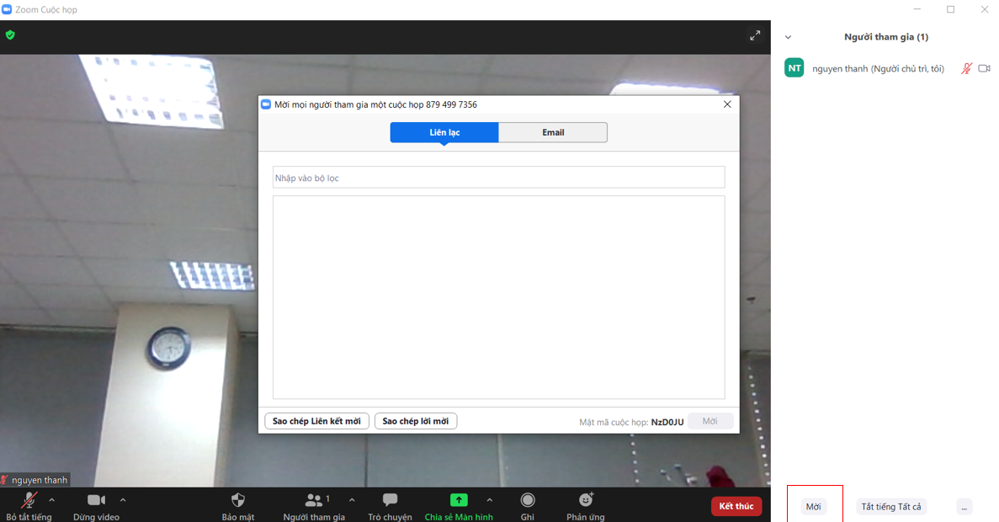 Zoom Cuộc họp
Người tham gia (1)
NT nguyen thanh (Người chủ trì, tôi)
Mời mọi người tham gia một cuộc họp 879 499 7356
Liên lạc Email
Nhập vào bộ lọc
Sao chép Liên kết mời Sao chép lời mời Mật mã cuộc họp: NzD0JU Mời
nguyen thanh
1
Bỏ tắt tiếng Dừng video Bảo mật Người tham gia Trò chuyện Chia sẻ Màn hình Ghi Phản ứng Kết thúc
Mời Tắt tiếng Tất cả ...